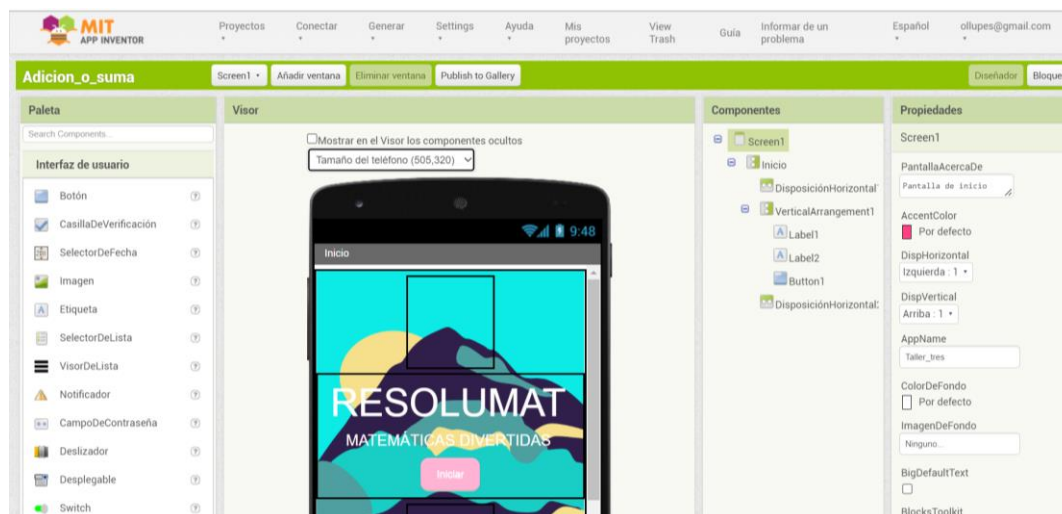 MIT
APP INVENTOR
Proyectos
Conectar
Generar
Settings
Ayuda
Mis
proyectos
View
Trash
Guía
Informar de un
problema
Español
ollupes@gmail.com
Adicion_o_suma
Screen1
Añadir ventana
Eliminar ventana
Publish to Gallery
Diseñador
Bloque
Paleta
Search Components...
Interfaz de usuario
Botón
CasillaDeVerificación
SelectorDeFecha
Imagen
Etiqueta
SelectorDeLista
VisorDeLista
Notificador
CampoDeContraseña
Deslizador
Desplegable
Switch
Visor
Mostrar en el Visor los componentes ocultos
Tamaño del teléfono (505,320)
9:48
Inicio
RESOLUMAT
MATEMÁTICAS DIVERTIDAS
Iniciar
Componentes
Screen1
Inicio
DisposiciónHorizontal
VerticalArrangement1
Label1
Label2
Button1
DisposiciónHorizontal
Propiedades
Screen1
PantallaAcercaDe
Pantalla de inicio
AccentColor
Por defecto
DispHorizontal
Izquierda : 1
DispVertical
Arriba : 1
AppName
Taller_tres
ColorDeFondo
Por defecto
ImagenDeFondo
Ninguno...
BigDefaultText
BlocksToolkit